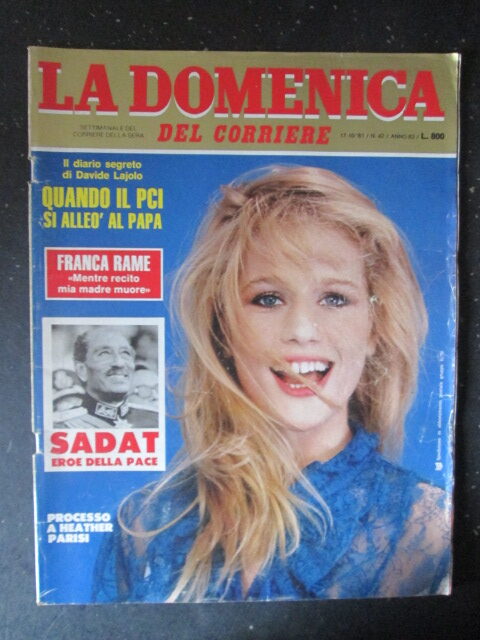 LA DOMENICA
SETTIMANALE DEL
CORRIERE DELLA SERA
DEL CORRIERE
17-10-'81 / N. 42 / ANNO 83 / L. 800
Il diario segreto
di Davide Lajolo
QUANDO IL PCI
SI ALLEO' AL PAPA
FRANCA RAME
«Mentre recito
mia madre muore»
SADAT
EROE DELLA PACE
PROCESSO
A HEATHER
PARISI